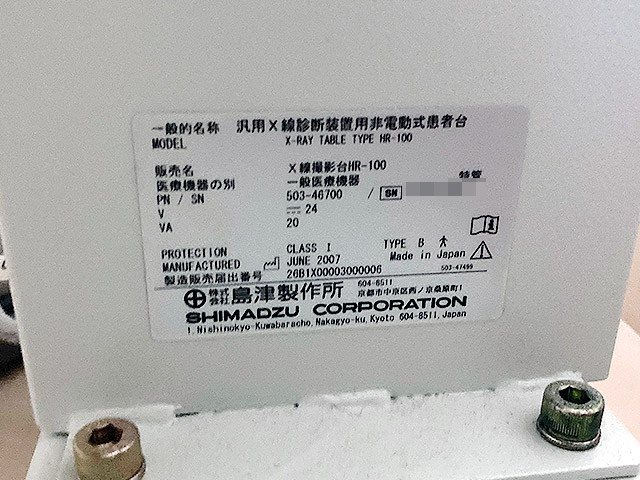 一般的名称 汎用X線診断装置用非電動式患者台
MODEL X-RAY TABLE TYPE HR-100
販売名 X線撮影台HR-100
医療機器の別 一般医療機器 特管
PN / SN 503-46700 / SN
V 24
VA 20
PROTECTION CLASS I TYPE B
MANUFACTURED JUNE 2007 Made in Japan
製造販売届出番号 26B1X00003000006 503-47499
株式会社 島津製作所 604-8511 京都市中京区西ノ京桑原町1
SHIMADZU CORPORATION
1, Nishinokyo-Kuwabaracho, Nakagyo-ku, Kyoto 604-8511, Japan